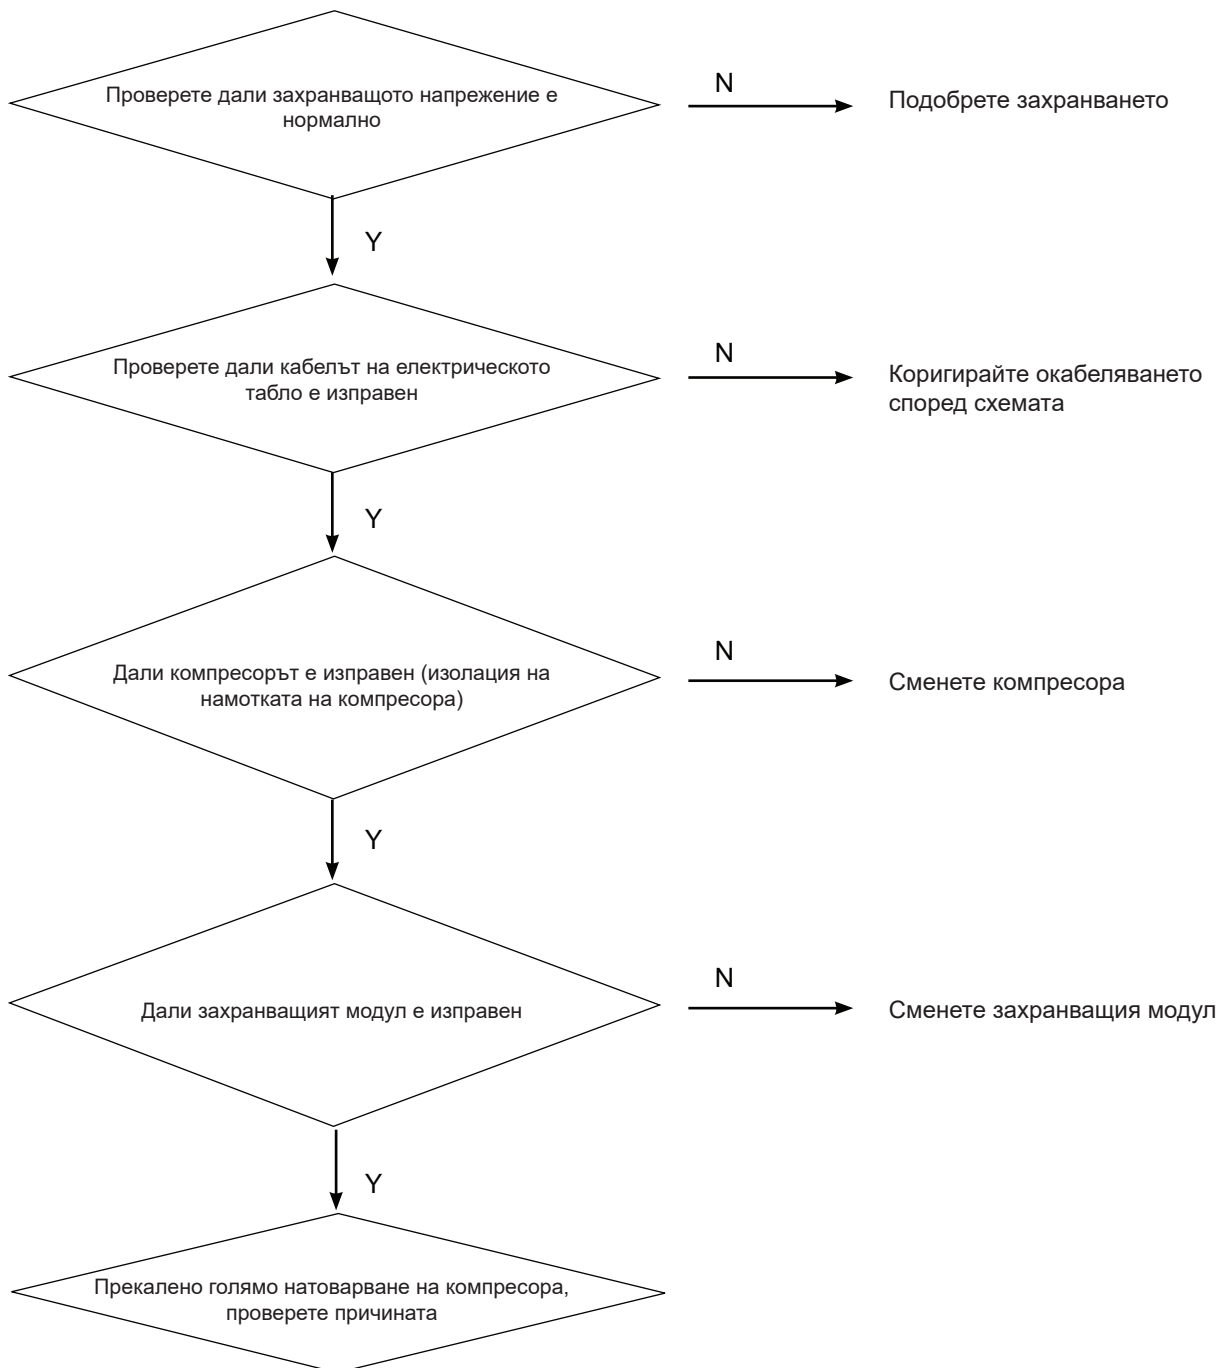 Проверете дали захранващото напрежение е
нормално
N
Подобрете захранването
Y
Проверете дали кабелът на електрическото
табло е изправен
N
Коригирайте окабеляването
според схемата
Y
Дали компресорът е изправен (изолация на
намотката на компресора)
N
Сменете компресора
Y
Дали захранващият модул е изправен
N
Сменете захранващия модул
Y
Прекалено голямо натоварване на компресора,
проверете причината